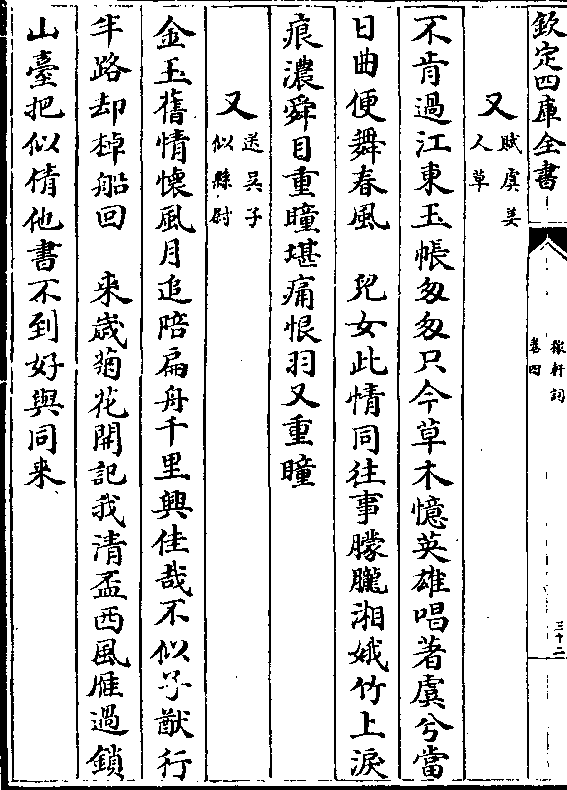 欽定四庫全書
稼軒詞
卷四
三十二
又
賦虞美
人草
不肯過江東玉帳匆匆只今草木憶英雄唱著虞兮當
日曲便舞春風　兒女此情同往事朦朧湘娥竹上淚
痕濃舜目重瞳堪痛恨羽又重瞳
又
送吳子
似縣尉
金玉舊情懷風月追陪扁舟千里興佳哉不似子猷行
半路却棹船回　来嵗菊花開記我清盃西風雁過鎻
山臺把似倩他書不到好與同来